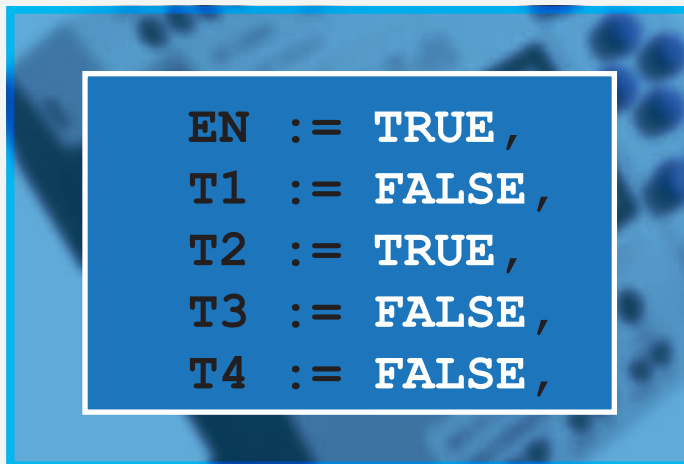 EN := TRUE,
T1 := FALSE,
T2 := TRUE,
T3 := FALSE,
T4 := FALSE,